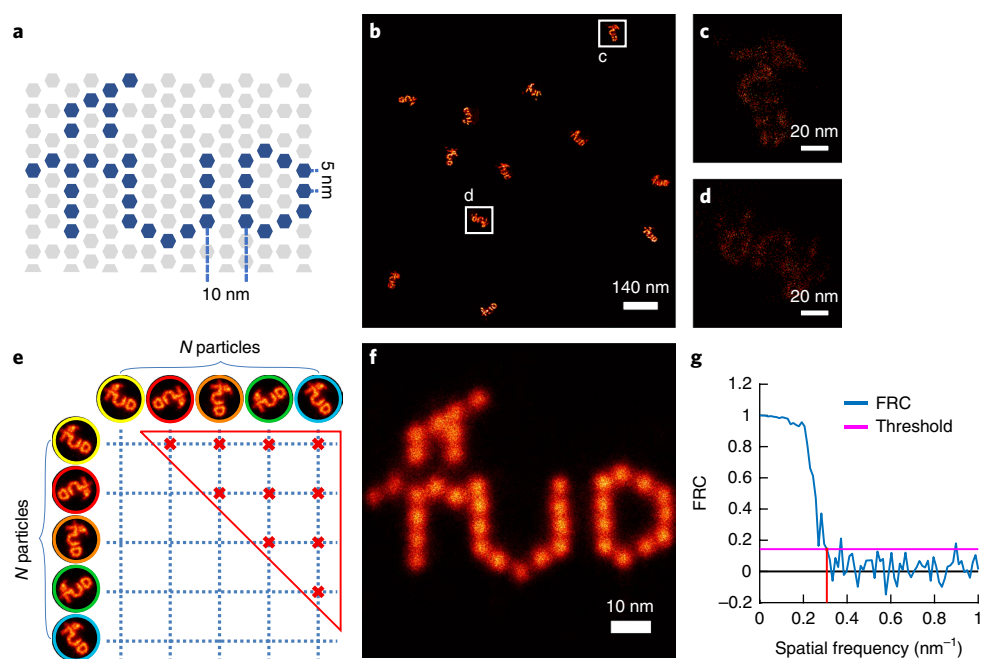 a
5 nm
10 nm
b
c
d
140 nm
c
20 nm
d
20 nm
e
N particles
N particles
f
TUD
10 nm
g
1.2
1
0.8
0.6
0.4
0.2
0
–0.2
FRC
FRC
Threshold
0
0.2
0.4
0.6
0.8
1
Spatial frequency (nm⁻¹)